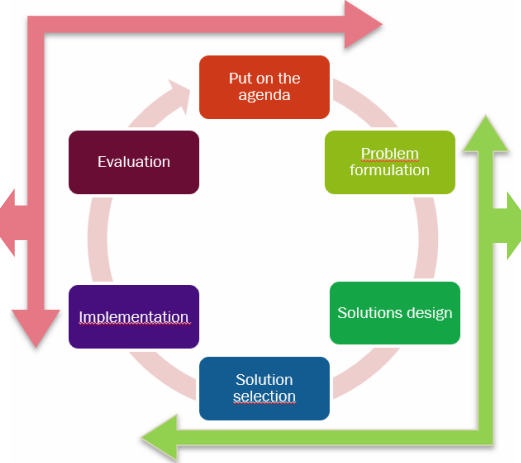 Put on the
agenda
Problem
formulation
Solutions design
Solution
selection
Implementation
Evaluation